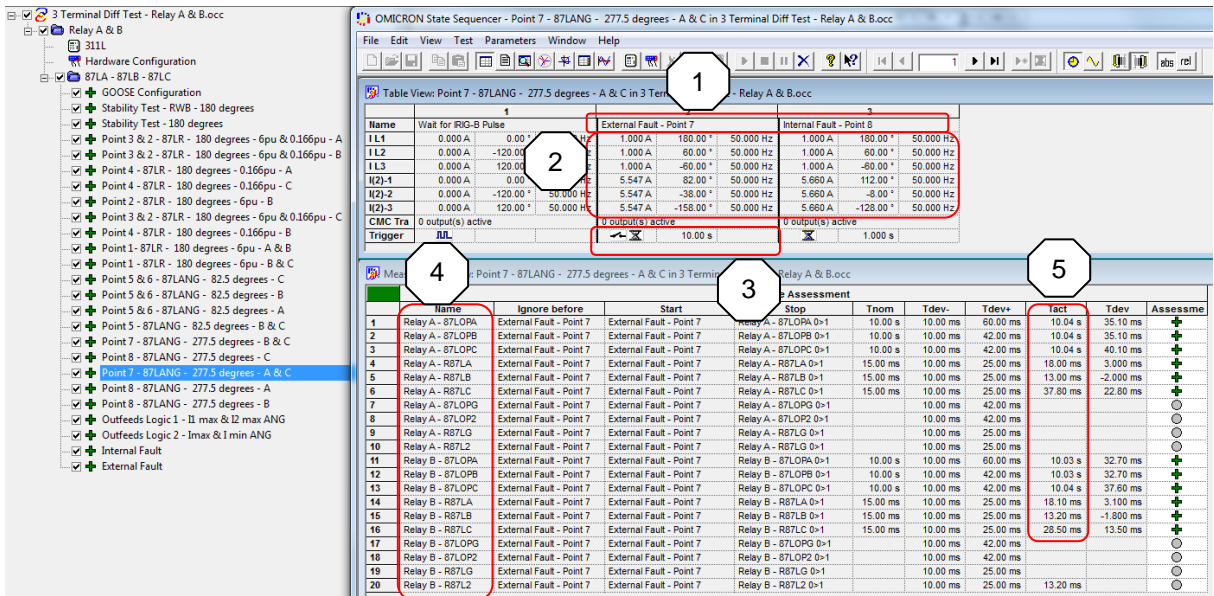 3 Terminal Diff Test - Relay A & B.occ
Relay A & B
311L
Hardware Configuration
87LA - 87LB - 87LC
GOOSE Configuration
Stability Test - RWB - 180 degrees
Stability Test - 180 degrees
Point 3 & 2 - 87LR - 180 degrees - 6pu & 0.166pu - A
Point 3 & 2 - 87LR - 180 degrees - 6pu & 0.166pu - B
Point 4 - 87LR - 180 degrees - 0.166pu - A
Point 4 - 87LR - 180 degrees - 0.166pu - C
Point 2 - 87LR - 180 degrees - 6pu - B
Point 3 & 2 - 87LR - 180 degrees - 6pu & 0.166pu - C
Point 4 - 87LR - 180 degrees - 0.166pu - B
Point 1- 87LR - 180 degrees - 6pu - A & B
Point 1 - 87LR - 180 degrees - 6pu - B & C
Point 5 & 6 - 87LANG - 82.5 degrees - C
Point 5 & 6 - 87LANG - 82.5 degrees - B
Point 5 & 6 - 87LANG - 82.5 degrees - A
Point 5 - 87LANG - 82.5 degrees - B & C
Point 7 - 87LANG - 277.5 degrees - B & C
Point 8 - 87LANG - 277.5 degrees - C
Point 7 - 87LANG - 277.5 degrees - A & C
Point 8 - 87LANG - 277.5 degrees - A
Point 8 - 87LANG - 277.5 degrees - B
Outfeeds Logic 1 - I1 max & I2 max ANG
Outfeeds Logic 2 - Imax & I min ANG
Internal Fault
External Fault
OMICRON State Sequencer - Point 7 - 87LANG - 277.5 degrees - A & C in 3 Terminal Diff Test - Relay A & B.occ
File Edit View Test Parameters Window Help
1 abs rel
Table View: Point 7 - 87LANG - 277.5 degrees - A & C in 3 Ter - Relay A & B.occ
1
1 2 3
Name Wait for IRIG-B Pulse External Fault - Point 7 Internal Fault - Point 8
I L1 0.000 A 0.00 ° Hz 1.000 A 180.00 ° 50.000 Hz 1.000 A 180.00 ° 50.000 Hz
I L2 0.000 A -120.00 1.000 A 60.00 ° 50.000 Hz 1.000 A 60.00 ° 50.000 Hz
2
I L3 0.000 A 120.00 1.000 A -60.00 ° 50.000 Hz 1.000 A -60.00 ° 50.000 Hz
I(2)-1 0.000 A 0.00 Hz 5.547 A 82.00 ° 50.000 Hz 5.660 A 112.00 ° 50.000 Hz
I(2)-2 0.000 A -120.00 ° 50.000 Hz 5.547 A -38.00 ° 50.000 Hz 5.660 A -8.00 ° 50.000 Hz
I(2)-3 0.000 A 120.00 ° 50.000 Hz 5.547 A -158.00 ° 50.000 Hz 5.660 A -128.00 ° 50.000 Hz
CMC Tra 0 output(s) active 0 output(s) active 0 output(s) active
Trigger 10.00 s 1.000 s
4
3
5
Mea : Point 7 - 87LANG - 277.5 degrees - A & C in 3 Termin Relay A & B.occ
e Assessment
Name Ignore before Start Stop Tnom Tdev- Tdev+ Tact Tdev Assessme
1 Relay A - 87LOPA External Fault - Point 7 External Fault - Point 7 Relay A - 87LOPA 0>1 10.00 s 10.00 ms 60.00 ms 10.04 s 35.10 ms
2 Relay A - 87LOPB External Fault - Point 7 External Fault - Point 7 Relay A - 87LOPB 0>1 10.00 s 10.00 ms 42.00 ms 10.04 s 35.10 ms
3 Relay A - 87LOPC External Fault - Point 7 External Fault - Point 7 Relay A - 87LOPC 0>1 10.00 s 10.00 ms 42.00 ms 10.04 s 40.10 ms
4 Relay A - R87LA External Fault - Point 7 External Fault - Point 7 Relay A - R87LA 0>1 15.00 ms 10.00 ms 25.00 ms 18.00 ms 3.000 ms
5 Relay A - R87LB External Fault - Point 7 External Fault - Point 7 Relay A - R87LB 0>1 15.00 ms 10.00 ms 25.00 ms 13.00 ms -2.000 ms
6 Relay A - R87LC External Fault - Point 7 External Fault - Point 7 Relay A - R87LC 0>1 15.00 ms 10.00 ms 25.00 ms 37.80 ms 22.80 ms
7 Relay A - 87LOPG External Fault - Point 7 External Fault - Point 7 Relay A - 87LOPG 0>1 10.00 ms 42.00 ms
8 Relay A - 87LOP2 External Fault - Point 7 External Fault - Point 7 Relay A - 87LOP2 0>1 10.00 ms 42.00 ms
9 Relay A - R87LG External Fault - Point 7 External Fault - Point 7 Relay A - R87LG 0>1 10.00 ms 25.00 ms
10 Relay A - R87L2 External Fault - Point 7 External Fault - Point 7 Relay A - R87LG 0>1 10.00 ms 25.00 ms
11 Relay B - 87LOPA External Fault - Point 7 External Fault - Point 7 Relay B - 87LOPA 0>1 10.00 s 10.00 ms 60.00 ms 10.03 s 32.70 ms
12 Relay B - 87LOPB External Fault - Point 7 External Fault - Point 7 Relay B - 87LOPB 0>1 10.00 s 10.00 ms 42.00 ms 10.03 s 32.70 ms
13 Relay B - 87LOPC External Fault - Point 7 External Fault - Point 7 Relay B - 87LOPC 0>1 10.00 s 10.00 ms 42.00 ms 10.04 s 37.60 ms
14 Relay B - R87LA External Fault - Point 7 External Fault - Point 7 Relay B - R87LA 0>1 15.00 ms 10.00 ms 25.00 ms 18.10 ms 3.100 ms
15 Relay B - R87LB External Fault - Point 7 External Fault - Point 7 Relay B - R87LB 0>1 15.00 ms 10.00 ms 25.00 ms 13.20 ms -1.800 ms
16 Relay B - R87LC External Fault - Point 7 External Fault - Point 7 Relay B - R87LC 0>1 15.00 ms 10.00 ms 25.00 ms 28.50 ms 13.50 ms
17 Relay B - 87LOPG External Fault - Point 7 External Fault - Point 7 Relay B - 87LOPG 0>1 10.00 ms 42.00 ms
18 Relay B - 87LOP2 External Fault - Point 7 External Fault - Point 7 Relay B - 87LOP2 0>1 10.00 ms 42.00 ms
19 Relay B - R87LG External Fault - Point 7 External Fault - Point 7 Relay B - R87LG 0>1 10.00 ms 25.00 ms
20 Relay B - R87L2 External Fault - Point 7 External Fault - Point 7 Relay B - R87L2 0>1 10.00 ms 25.00 ms 13.20 ms